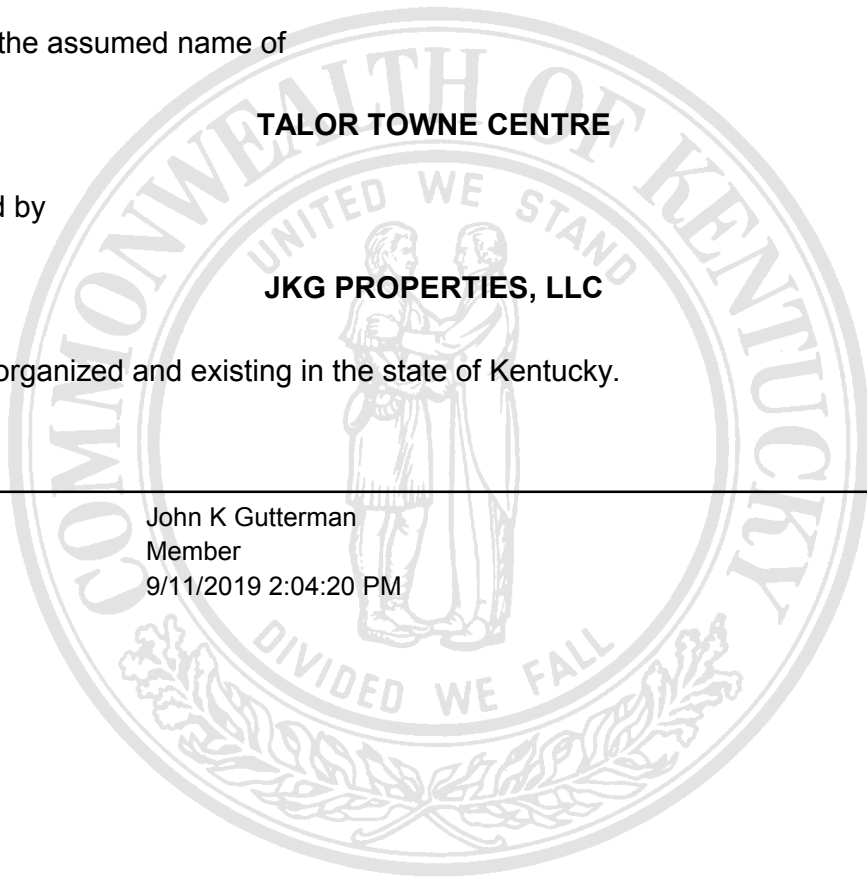 the assumed name of
TALOR TOWNE CENTRE
d by
JKG PROPERTIES, LLC
organized and existing in the state of Kentucky.
John K Gutterman
Member
9/11/2019 2:04:20 PM
COMMONWEALTH OF KENTUCKY
UNITED WE STAND
DIVIDED WE FALL